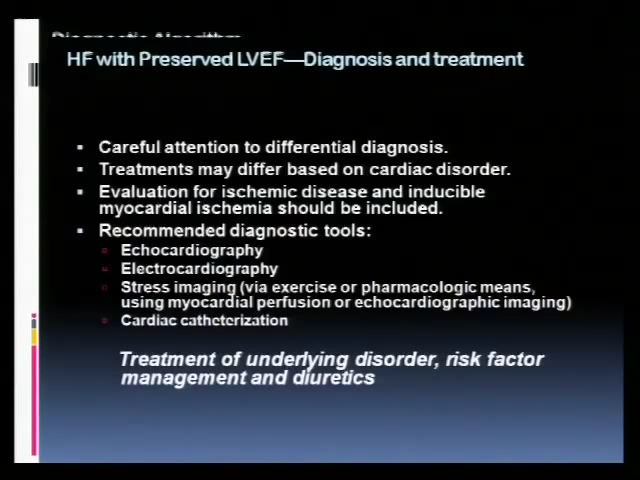 Diagnostic Algorithm
HF with Preserved LVEF—Diagnosis and treatment
▪ Careful attention to differential diagnosis.
▪ Treatments may differ based on cardiac disorder.
▪ Evaluation for ischemic disease and inducible
myocardial ischemia should be included.
▪ Recommended diagnostic tools:
▫ Echocardiography
▫ Electrocardiography
▫ Stress imaging (via exercise or pharmacologic means,
using myocardial perfusion or echocardiographic imaging)
▫ Cardiac catheterization
Treatment of underlying disorder, risk factor
management and diuretics